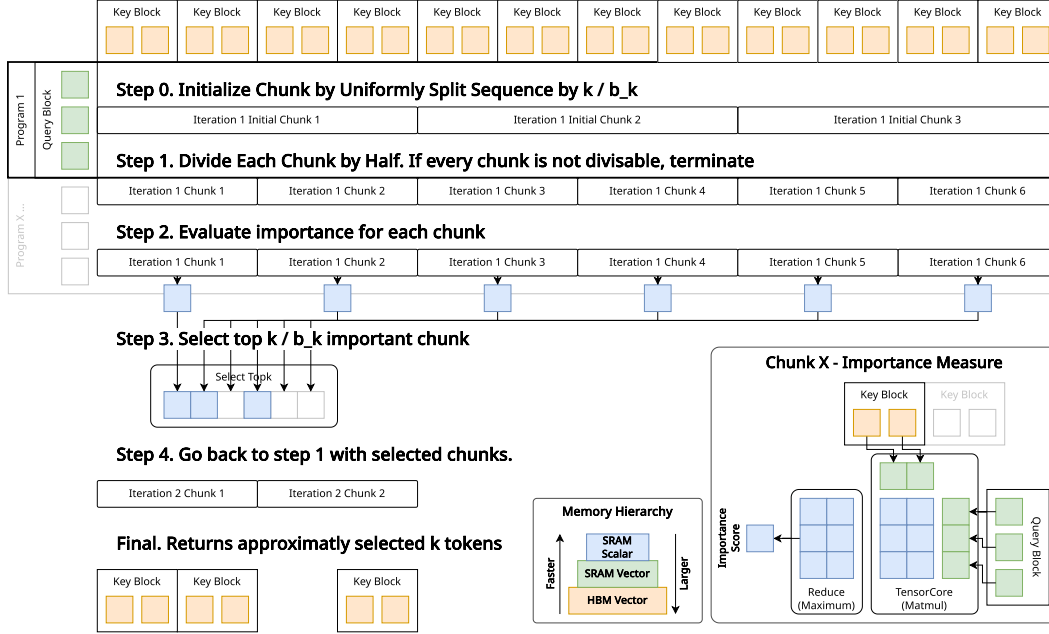 Key Block Key Block Key Block Key Block Key Block Key Block Key Block Key Block Key Block Key Block Key Block Key Block
Program 1
Query Block
Step 0. Initialize Chunk by Uniformly Split Sequence by k / b_k
Iteration 1 Initial Chunk 1 Iteration 1 Initial Chunk 2 Iteration 1 Initial Chunk 3
Step 1. Divide Each Chunk by Half. If every chunk is not divisable, terminate
Program X ...
Iteration 1 Chunk 1 Iteration 1 Chunk 2 Iteration 1 Chunk 3 Iteration 1 Chunk 4 Iteration 1 Chunk 5 Iteration 1 Chunk 6
Step 2. Evaluate importance for each chunk
Iteration 1 Chunk 1 Iteration 1 Chunk 2 Iteration 1 Chunk 3 Iteration 1 Chunk 4 Iteration 1 Chunk 5 Iteration 1 Chunk 6
Step 3. Select top k / b_k important chunk
Select Topk
Step 4. Go back to step 1 with selected chunks.
Iteration 2 Chunk 1 Iteration 2 Chunk 2
Final. Returns approximatly selected k tokens
Key Block Key Block Key Block
Memory Hierarchy
Faster
SRAM
Scalar
SRAM Vector
HBM Vector
Larger
Chunk X - Importance Measure
Key Block Key Block
Importance
Score
Reduce
(Maximum)
TensorCore
(Matmul)
Query Block